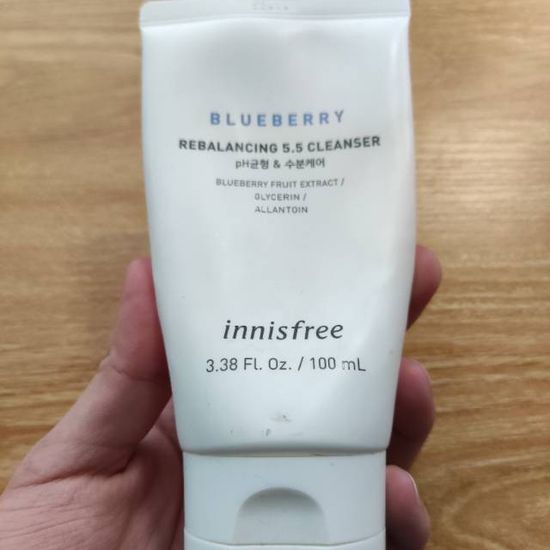 BLUEBERRY
REBALANCING 5.5 CLEANSER
pH균형 & 수분케어
BLUEBERRY FRUIT EXTRACT /
GLYCERIN /
ALLANTOIN
innisfree
3.38 Fl. Oz. / 100 mL